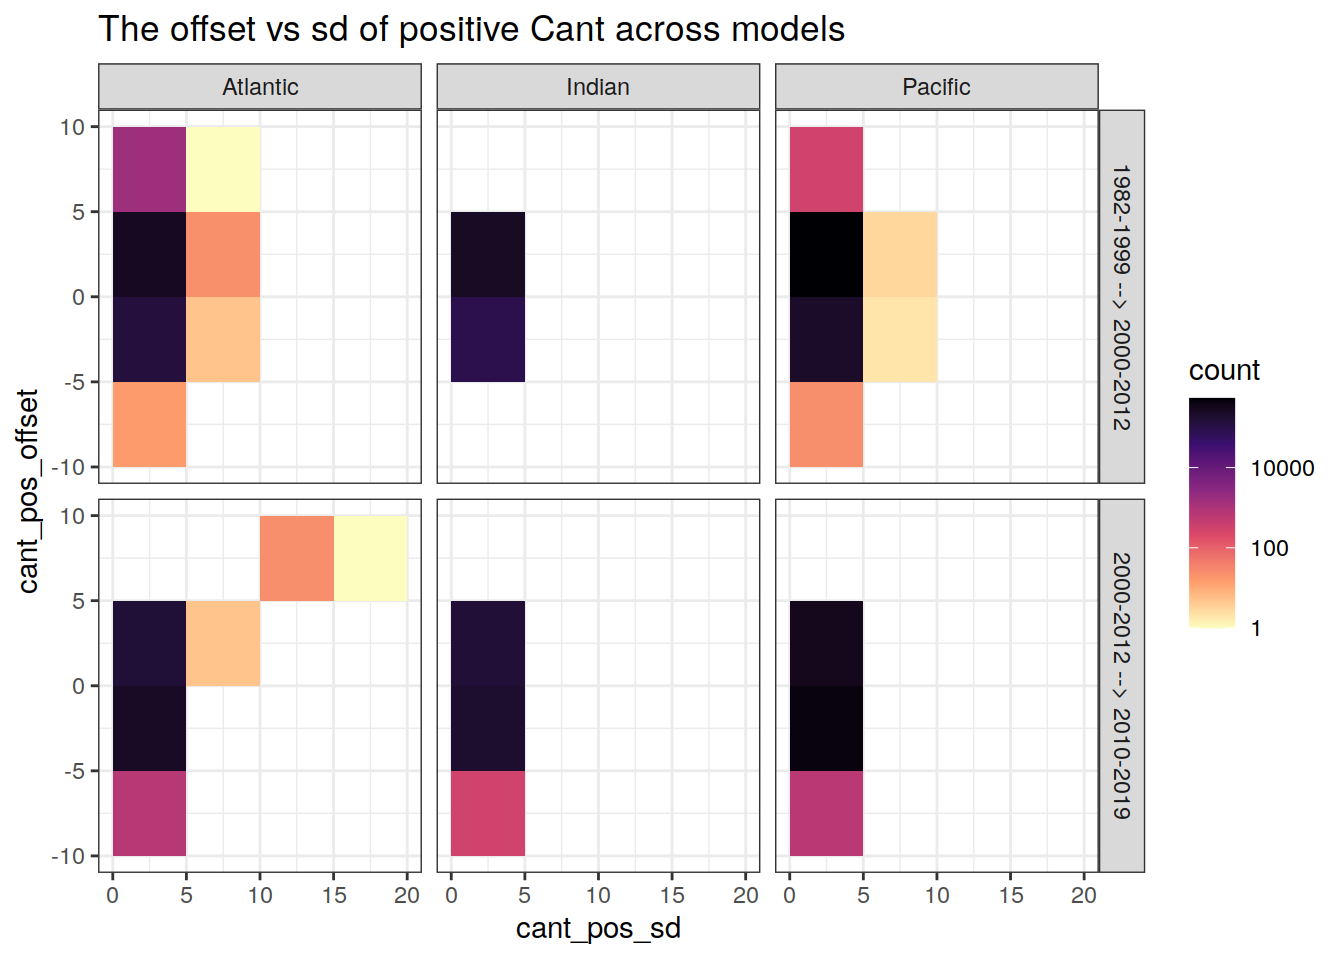 The offset vs sd of positive Cant across models
Atlantic Indian Pacific
10
5
0
-5
-10
1982-1999 --> 2000-2012
10
5
0
-5
-10
2000-2012 --> 2010-2019
0 5 10 15 20 0 5 10 15 20 0 5 10 15 20
cant_pos_sd
cant_pos_offset
count
10000
100
1